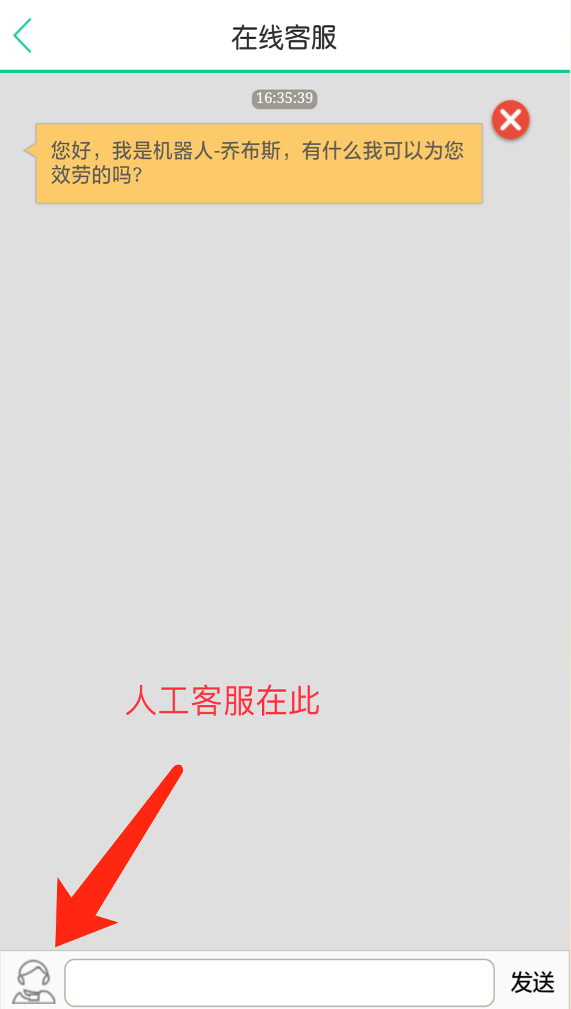 在线客服
16:35:39
您好，我是机器人-乔布斯，有什么我可以为您
效劳的吗?
人工客服在此
发送